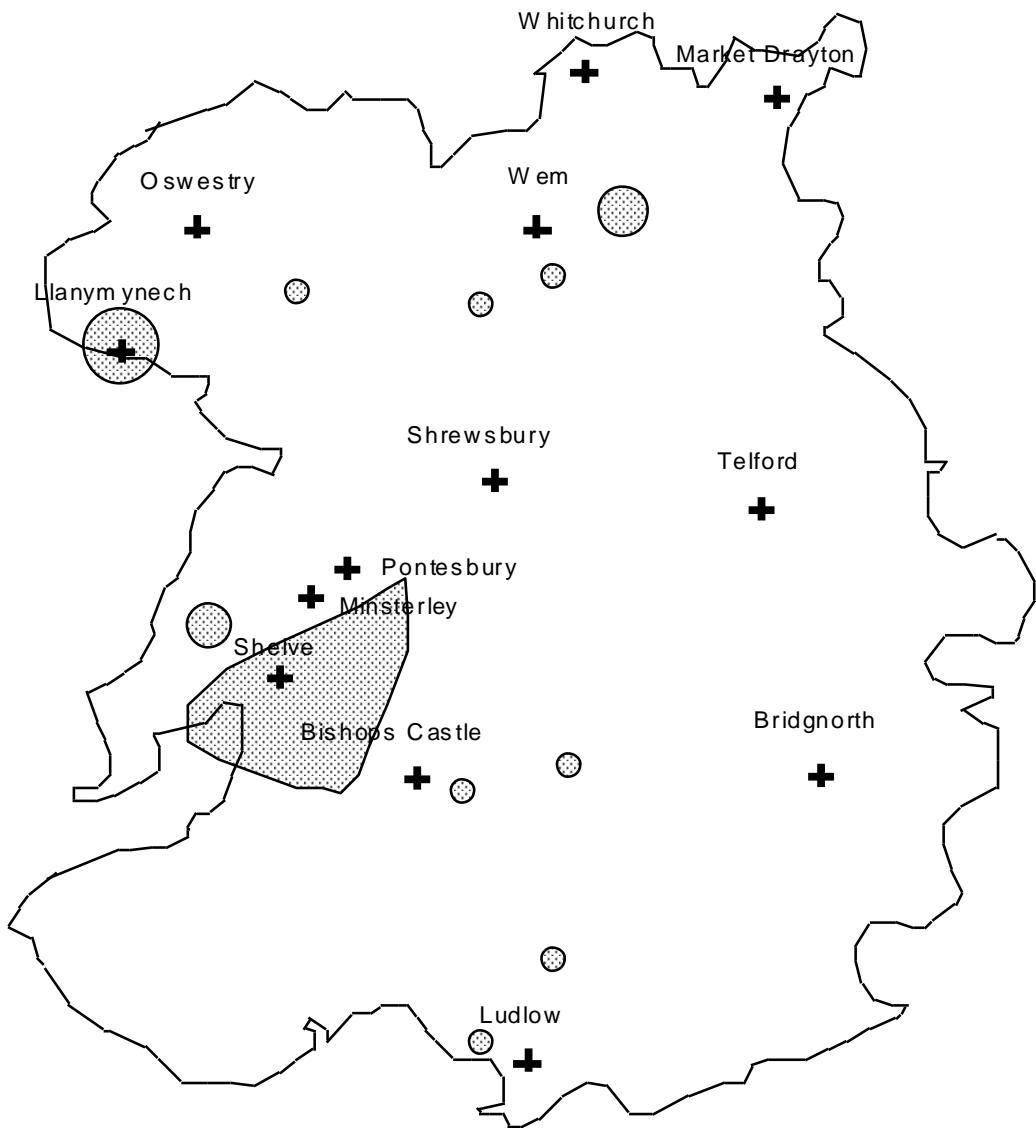 Whitchurch
Market Drayton
Oswestry
Wem
Llanymynech
Shrewsbury
Telford
Pontesbury
Minsterley
Shelve
Bishops Castle
Bridgnorth
Ludlow